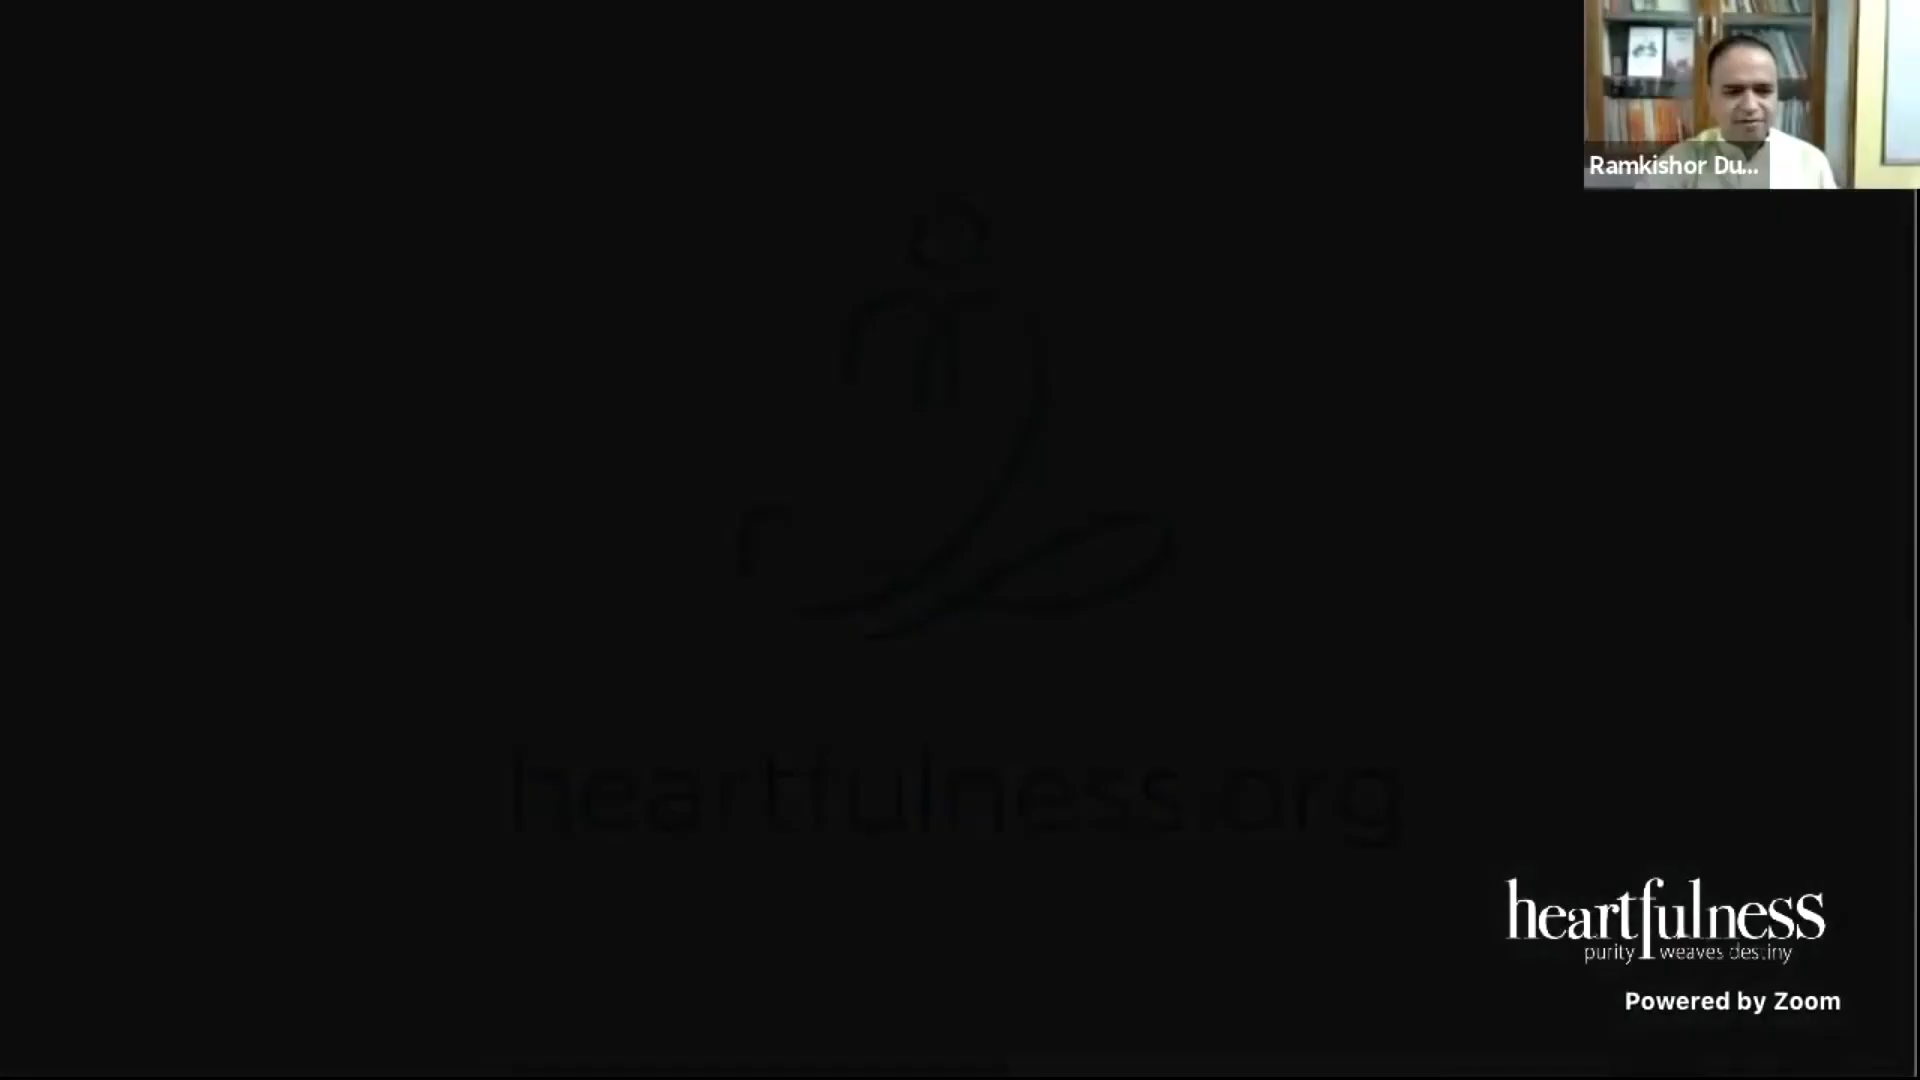 Ramkishor Du...
heartfulness.org
heartfulness
purity weaves destiny
Powered by Zoom